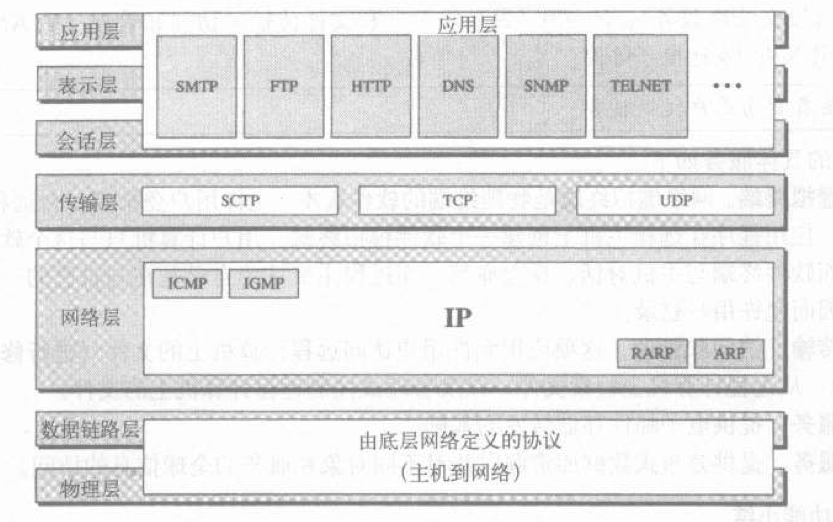 应用层
应用层
表示层
SMTP FTP HTTP DNS SNMP TELNET ...
会话层
传输层 SCTP TCP UDP
ICMP IGMP
网络层 IP
RARP ARP
数据链路层
由底层网络定义的协议
(主机到网络)
物理层